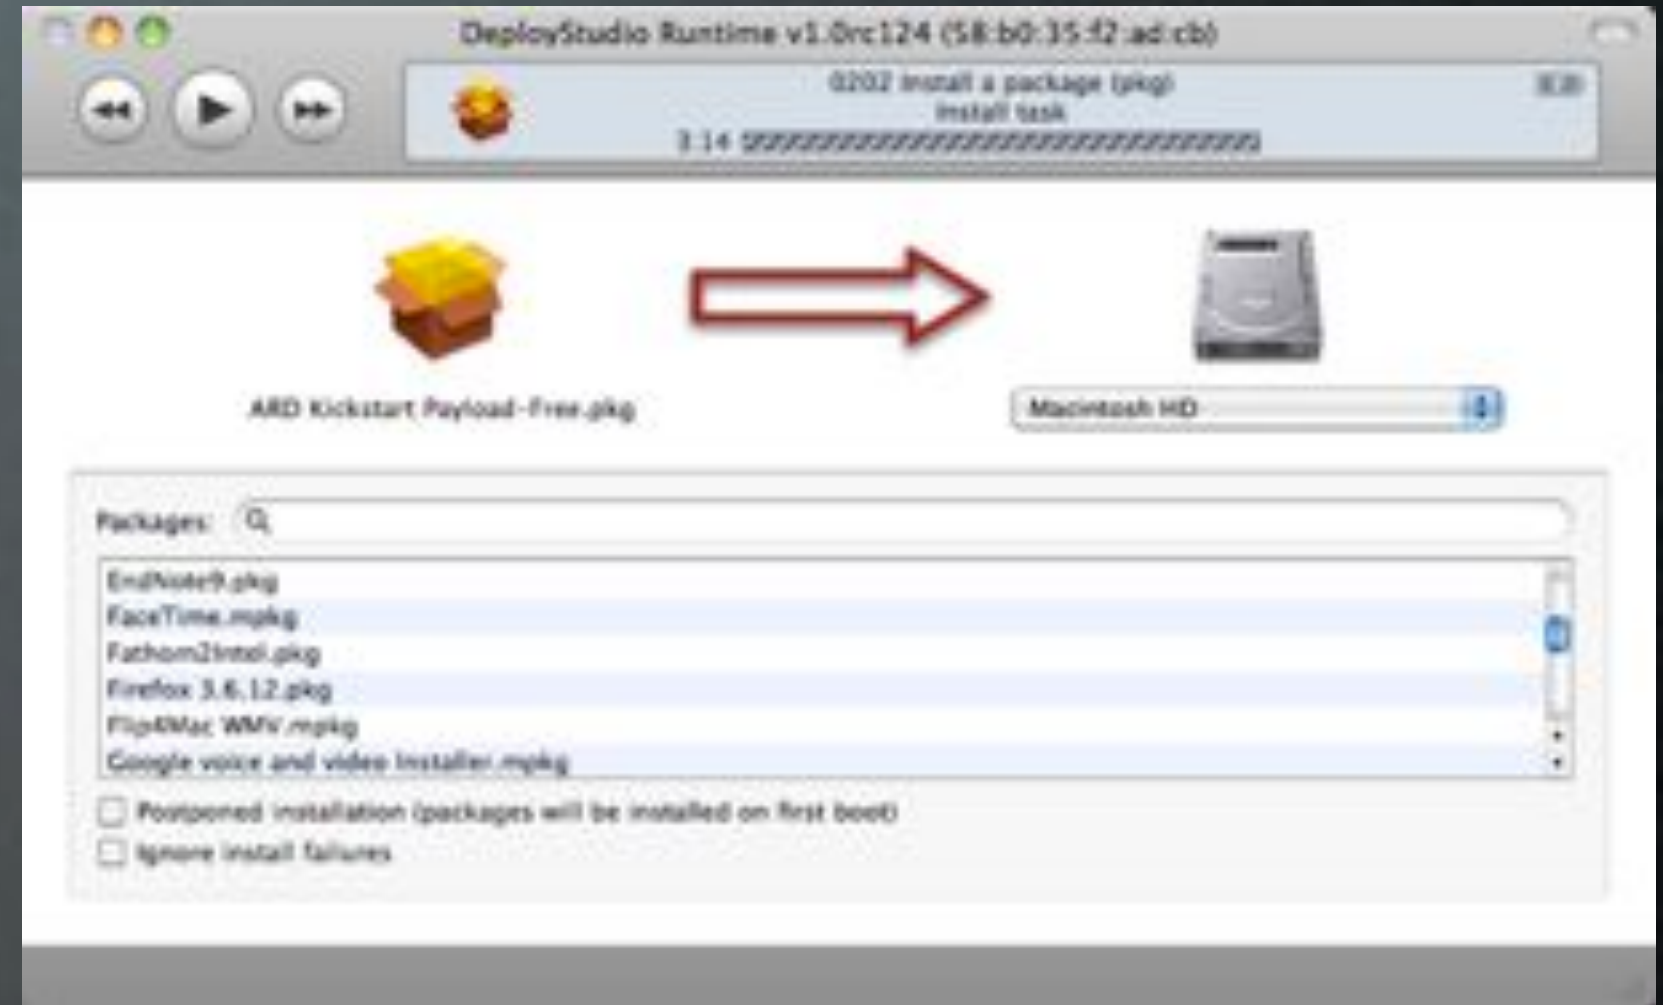 DeployStudio Runtime v1.0rc124 (58:b0:35:f2:ad:cb)
0202 Install a package (pkg)
Install task
3:14
ARD Kickstart Payload-Free.pkg
Macintosh HD
Packages:
EndNote9.pkg
FaceTime.mpkg
Fathom2Intel.pkg
Firefox 3.6.12.pkg
Flip4Mac WMV.mpkg
Google voice and video Installer.mpkg
Postponed installation (packages will be installed on first boot)
Ignore install failures